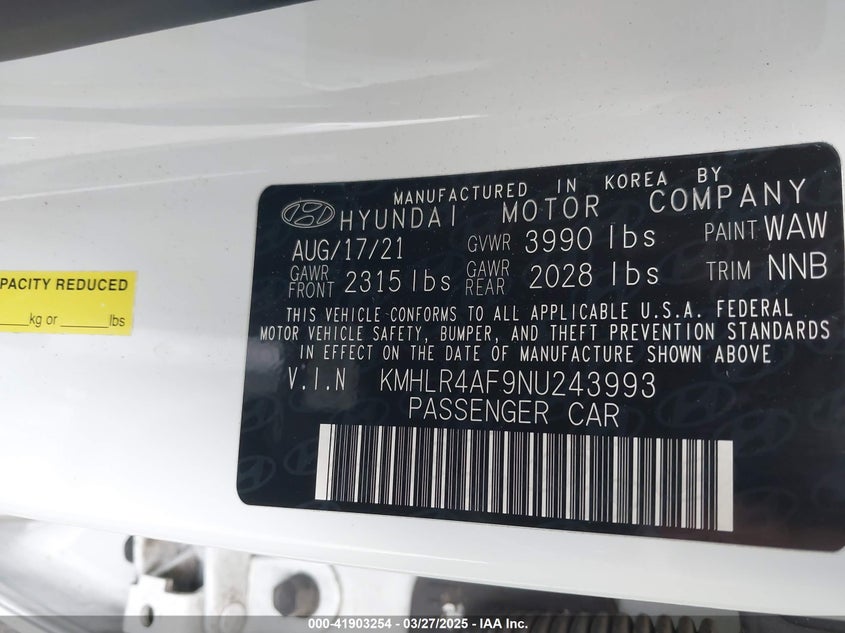 MANUFACTURED IN KOREA BY
HYUNDAI MOTOR COMPANY
AUG/17/21 GVWR 3990 lbs PAINT WAW
GAWR FRONT 2315 lbs GAWR REAR 2028 lbs TRIM NNB
THIS VEHICLE CONFORMS TO ALL APPLICABLE U.S.A. FEDERAL
MOTOR VEHICLE SAFETY, BUMPER, AND THEFT PREVENTION STANDARDS
IN EFFECT ON THE DATE OF MANUFACTURE SHOWN ABOVE
V.I.N KMHLR4AF9NU243993
PASSENGER CAR
PACITY REDUCED
____kg or ______lbs
000-41903254 - 03/27/2025 - IAA Inc.